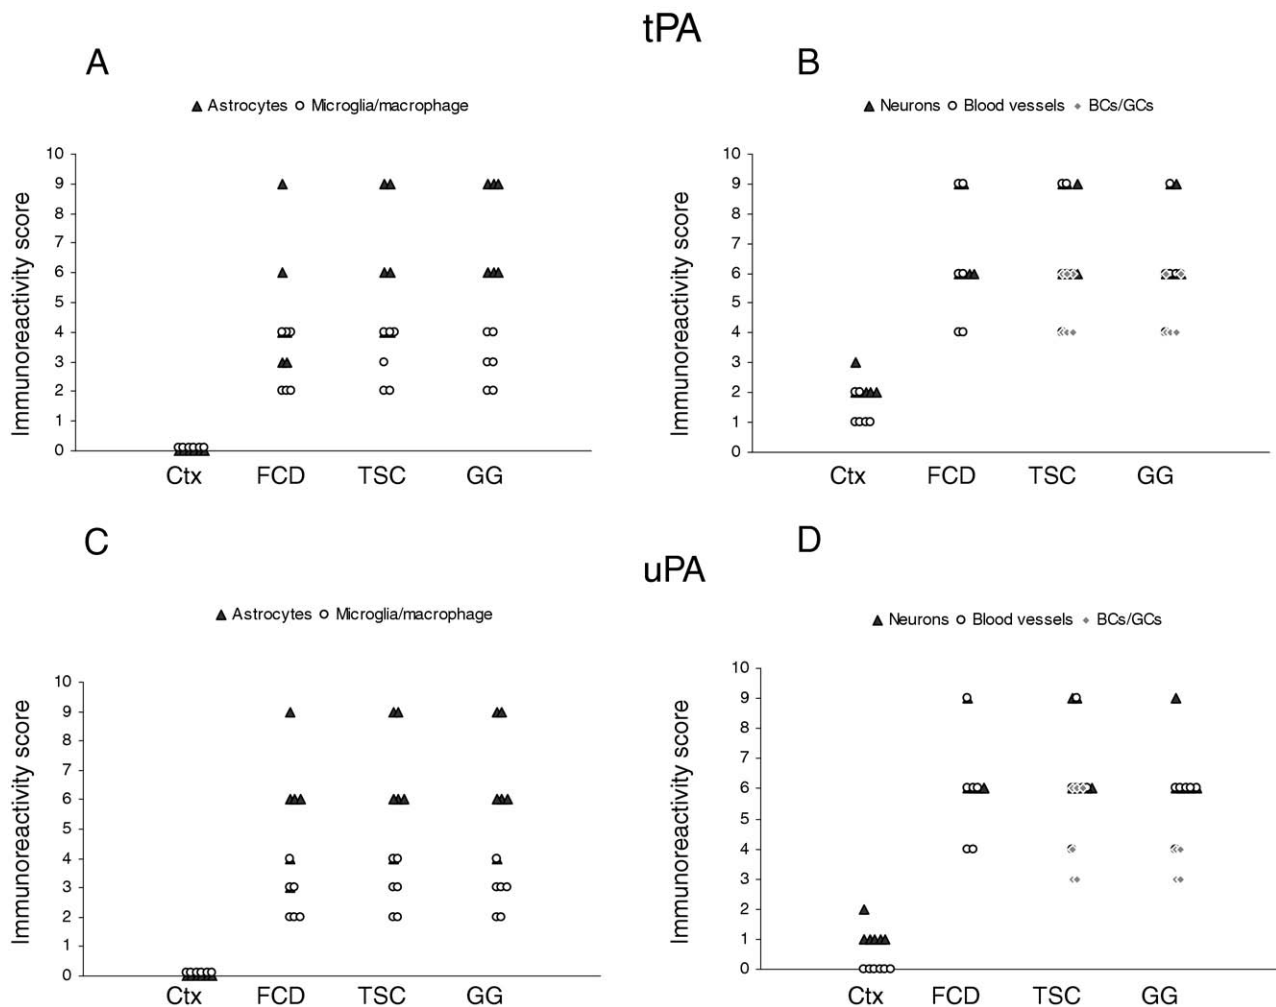 tPA
A
▲ Astrocytes ○ Microglia/macrophage
Immunoreactivity score
10
9
8
7
6
5
4
3
2
1
0
Ctx FCD TSC GG
B
▲ Neurons ○ Blood vessels ◆ BCs/GCs
Immunoreactivity score
10
9
8
7
6
5
4
3
2
1
0
Ctx FCD TSC GG
uPA
C
▲ Astrocytes ○ Microglia/macrophage
Immunoreactivity score
10
9
8
7
6
5
4
3
2
1
0
Ctx FCD TSC GG
D
▲ Neurons ○ Blood vessels ◆ BCs/GCs
Immunoreactivity score
10
9
8
7
6
5
4
3
2
1
0
Ctx FCD TSC GG